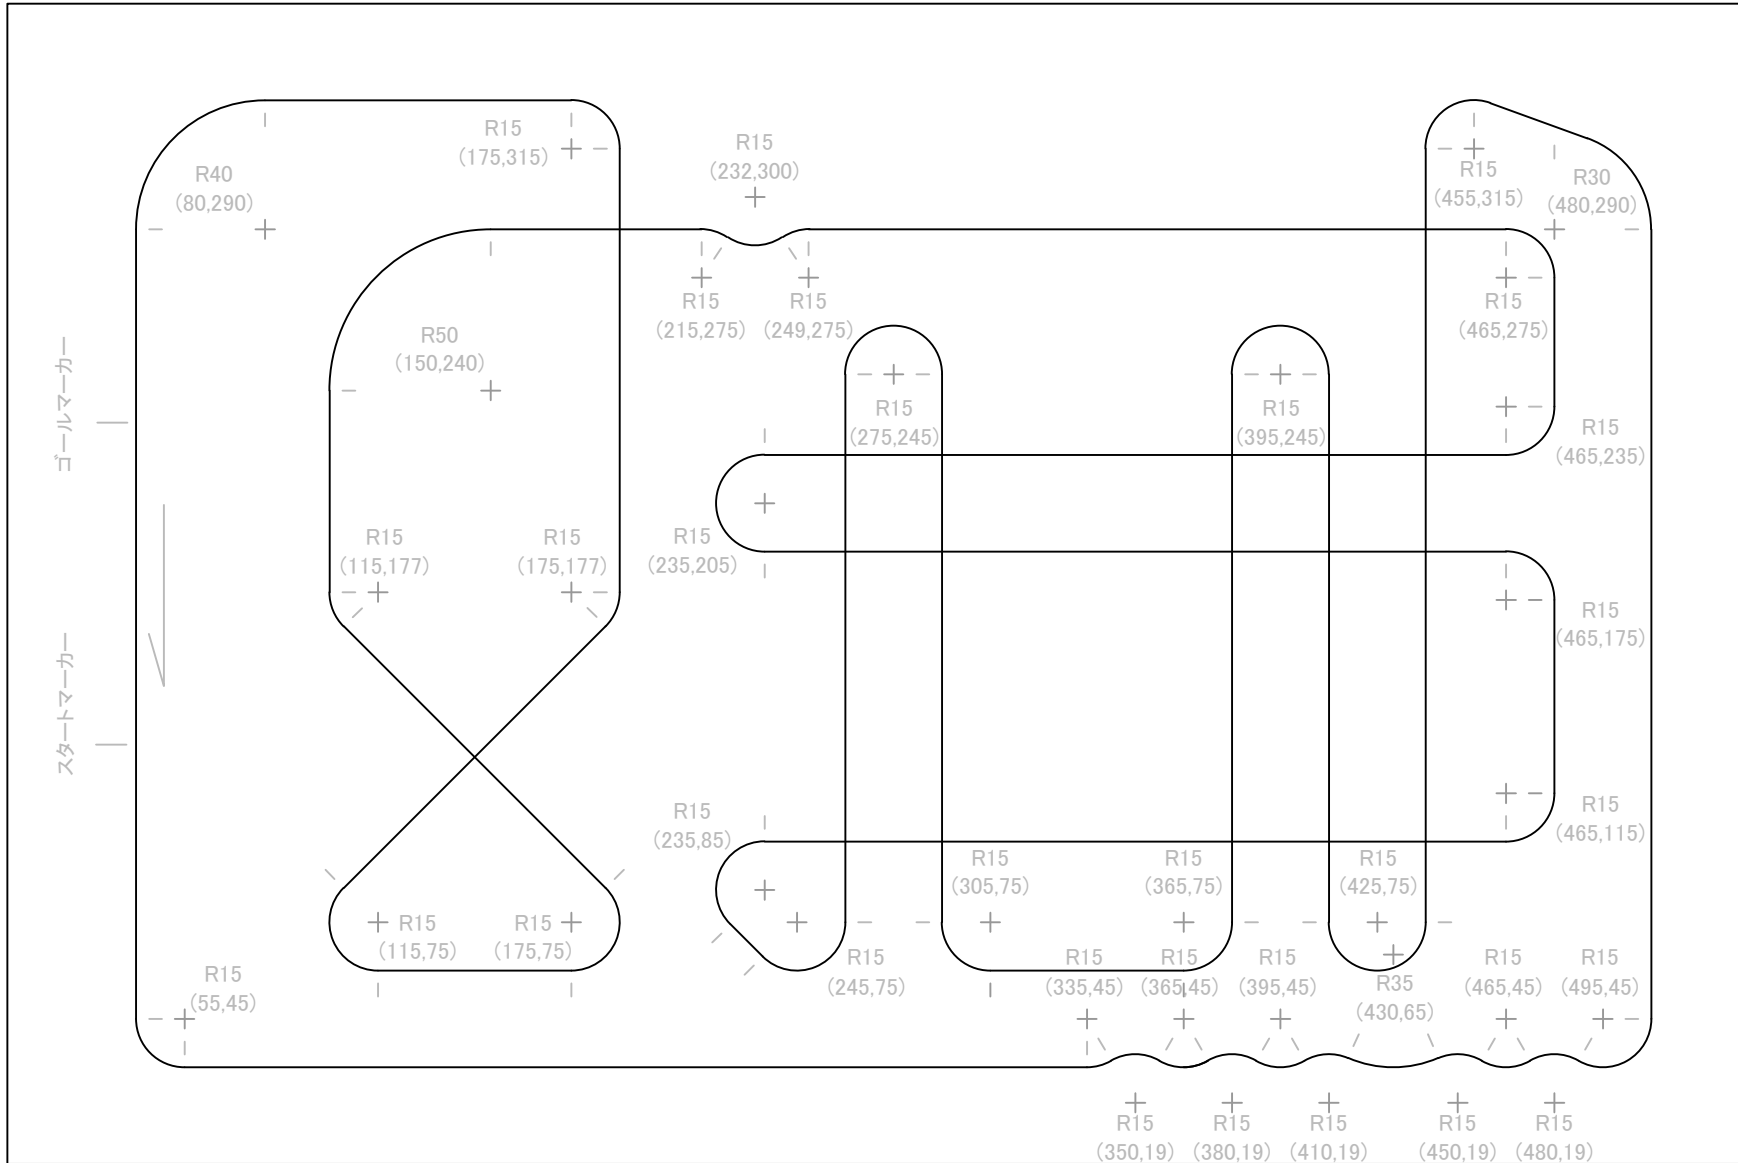 R15
(175,315)
R15
(232,300)
R40
(80,290)
R15
(455,315)
R30
(480,290)
R15
(215,275)
R15
(249,275)
R15
(465,275)
R50
(150,240)
ゴールマーカー
R15
(275,245)
R15
(395,245)
R15
(465,235)
R15
(115,177)
R15
(175,177)
R15
(235,205)
R15
(465,175)
スタートマーカー
R15
(235,85)
R15
(465,115)
R15
(305,75)
R15
(365,75)
R15
(425,75)
R15
(115,75)
R15
(175,75)
R15
(55,45)
R15
(245,75)
R15
(335,45)
R15
(365,45)
R15
(395,45)
R35
(430,65)
R15
(465,45)
R15
(495,45)
R15
(350,19)
R15
(380,19)
R15
(410,19)
R15
(450,19)
R15
(480,19)